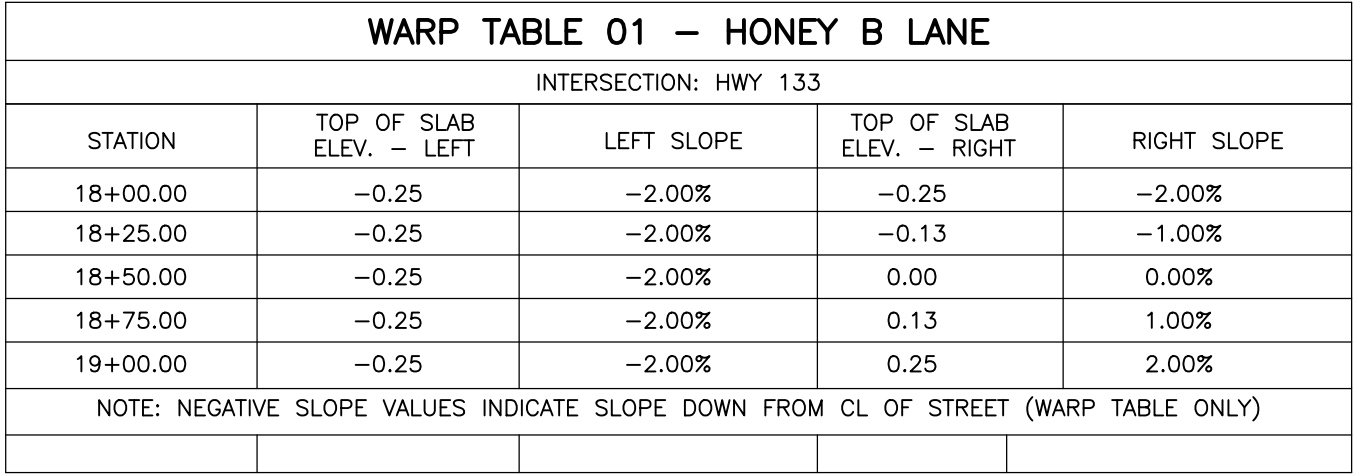 WARP TABLE 01 – HONEY B LANE
INTERSECTION: HWY 133
STATION TOP OF SLAB ELEV. – LEFT LEFT SLOPE TOP OF SLAB ELEV. – RIGHT RIGHT SLOPE
18+00.00 –0.25 –2.00% –0.25 –2.00%
18+25.00 –0.25 –2.00% –0.13 –1.00%
18+50.00 –0.25 –2.00% 0.00 0.00%
18+75.00 –0.25 –2.00% 0.13 1.00%
19+00.00 –0.25 –2.00% 0.25 2.00%
NOTE: NEGATIVE SLOPE VALUES INDICATE SLOPE DOWN FROM CL OF STREET (WARP TABLE ONLY)